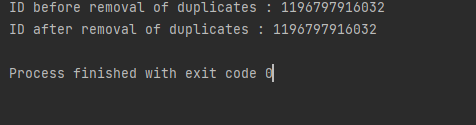 ID before removal of duplicates : 1196797916032
ID after removal of duplicates : 1196797916032
Process finished with exit code 0